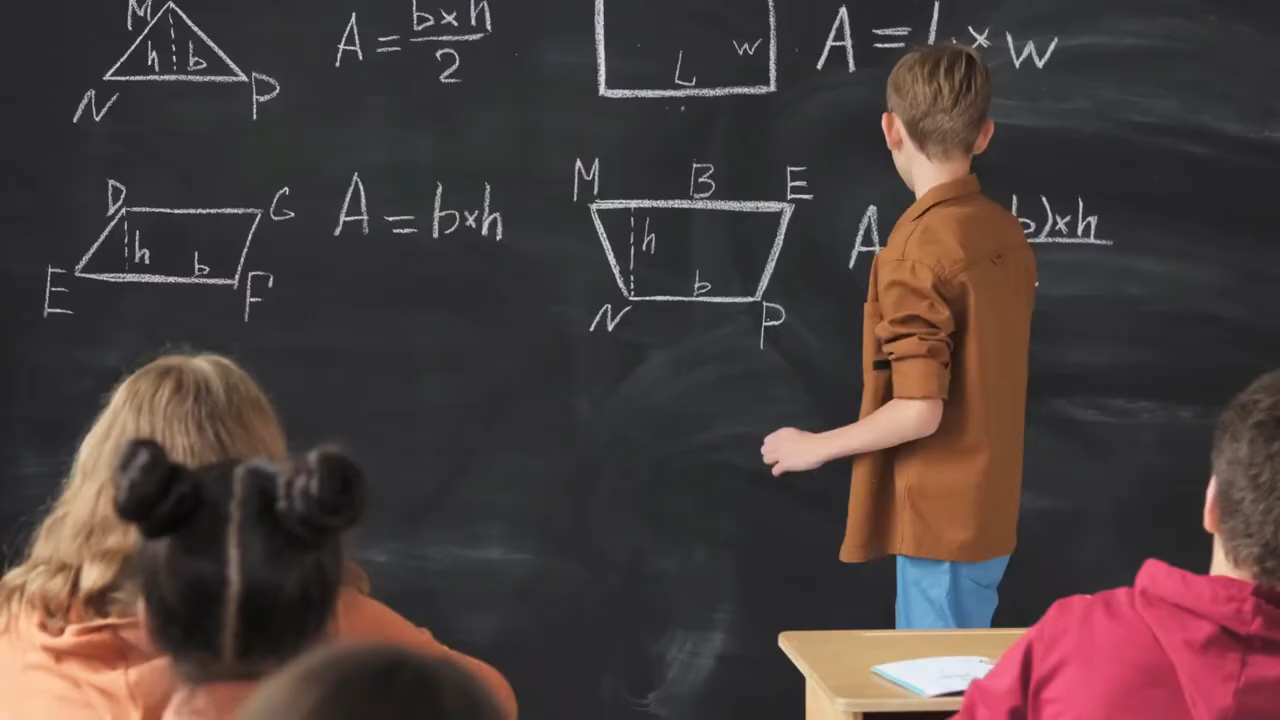 M
h b
N P
A = b×h
2
L w
A = L × w
D G
h b
E F
A = b×h
M B E
h b
N P
A b)×h